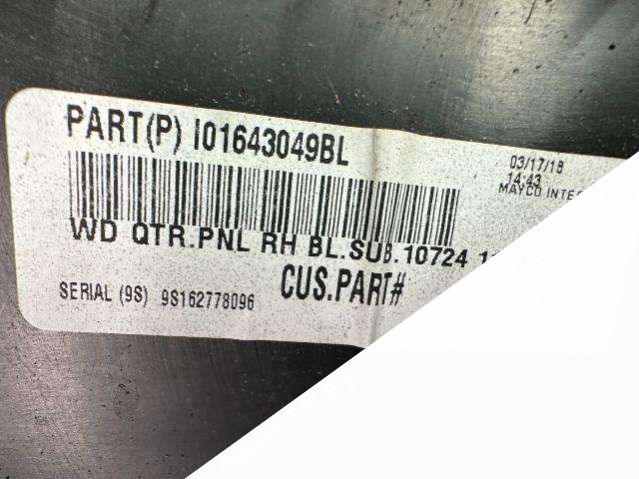 PART(P) I01643049BL
03/17/18
14:43
MAYCO INTE
WD QTR.PNL RH BL.SUB.10724
CUS.PART#
SERIAL (9S) 9S162778096